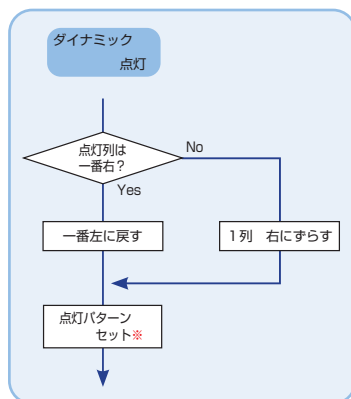 ダイナミック
点灯
点灯列は
一番右？
No
Yes
一番左に戻す
1列　右にずらす
点灯パターン
セット※